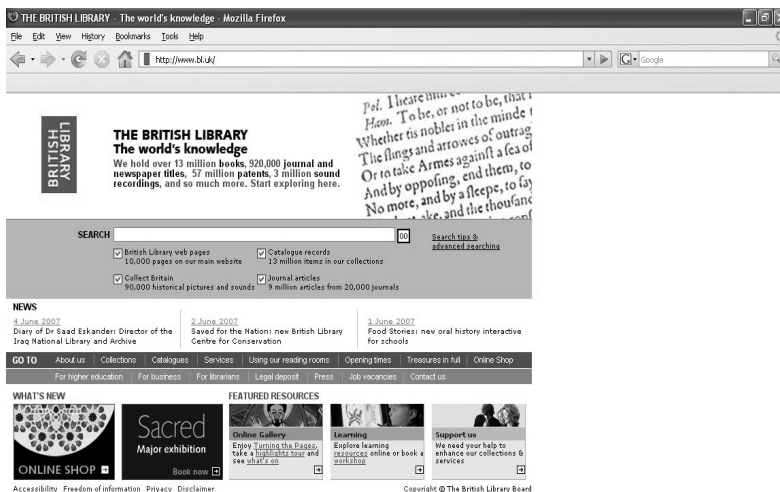 THE BRITISH LIBRARY - The world's knowledge - Mozilla Firefox
File Edit View History Bookmarks Tools Help
http://www.bl.uk/
G Google
BRITISH LIBRARY
THE BRITISH LIBRARY
The world's knowledge
We hold over 13 million books, 920,000 journal and
newspaper titles, 57 million patents, 3 million sound
recordings, and so much more. Start exploring here.
Pol. I heare him
Ham. To be, or not to be, that
Whether tis nobler in the minde
The ſlings and arrowes of outrag
Or to take Armes againſt a ſea of
And by oppoſing, end them, to
No more, and by a ſleepe, to ſay
ake, and the thouſand
SEARCH
GO
Search tips &
advanced searching
British Library web pages
10,000 pages on our main website
Catalogue records
13 million items in our collections
Collect Britain
90,000 historical pictures and sounds
Journal articles
9 million articles from 20,000 journals
NEWS
4 June 2007
Diary of Dr Saad Eskander: Director of the
Iraq National Library and Archive
2 June 2007
Saved for the Nation: new British Library
Centre for Conservation
1 June 2007
Food Stories: new oral history interactive
for schools
GO TO About us Collections Catalogues Services Using our reading rooms Opening times Treasures in full Online Shop
For higher education For business For librarians Legal deposit Press Job vacancies Contact us
WHAT'S NEW
ONLINE SHOP
Sacred
Major exhibition
Book now
FEATURED RESOURCES
Online Gallery
Enjoy Turning the Pages,
take a highlights tour and
see what's on
Learning
Explore learning
resources online or book a
workshop
Support us
We need your help to
enhance our collections &
services
Accessibility Freedom of information Privacy Disclaimer
Copyright © The British Library Board